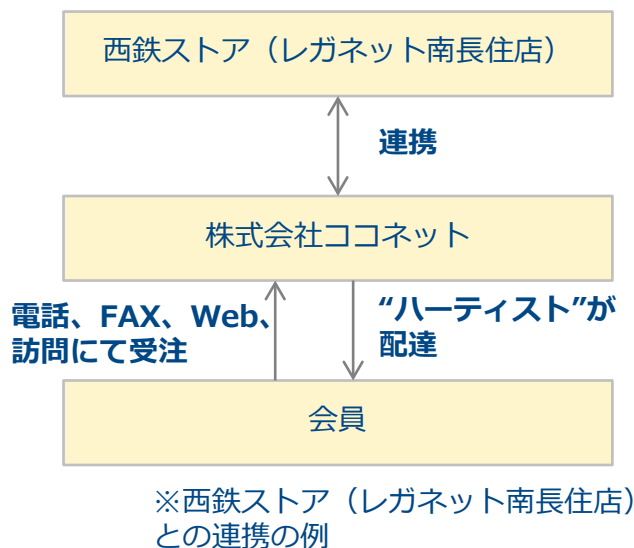 西鉄ストア（レガネット南長住店）
連携
株式会社ココネット
電話、FAX、Web、
訪問にて受注
“ハーティスト”が
配達
会員
※西鉄ストア（レガネット南長住店）
との連携の例